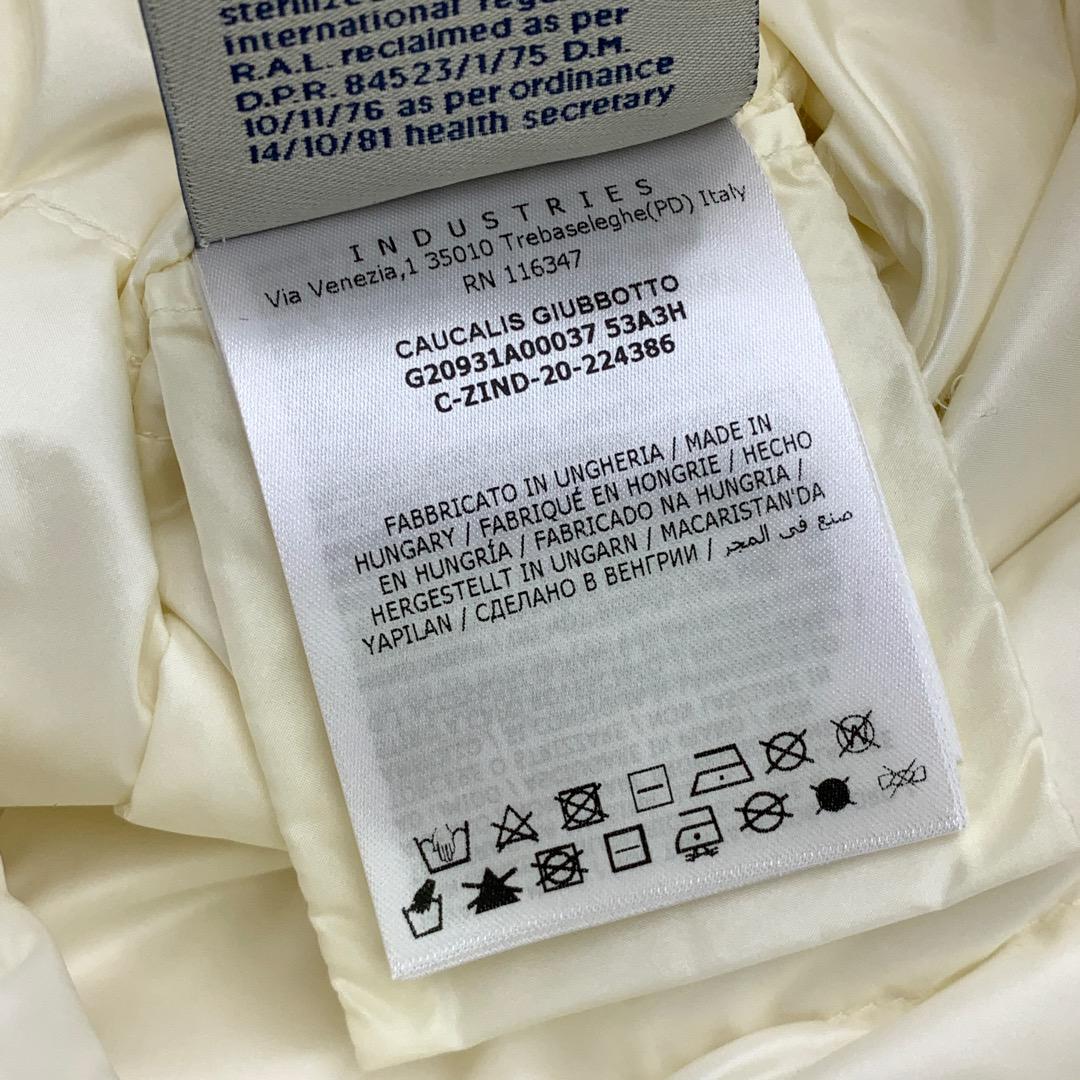 international
R.A.L. reclaimed as per
D.P.R. 84523/1/75 D.M.
10/11/76 as per ordinance
14/10/81 health secretary
INDUSTRIES
Via Venezia,1 35010 Trebaseleghe(PD) Italy
RN 116347
CAUCALIS GIUBBOTTO
G20931A00037 53A3H
C-ZIND-20-224386
FABBRICATO IN UNGHERIA / MADE IN
HUNGARY / FABRIQUÉ EN HONGRIE / HECHO
EN HUNGRÍA / FABRICADO NA HUNGRIA /
HERGESTELLT IN UNGARN / MACARISTAN'DA
YAPILAN / СДЕЛАНО В ВЕНГРИИ / صنع في المجر